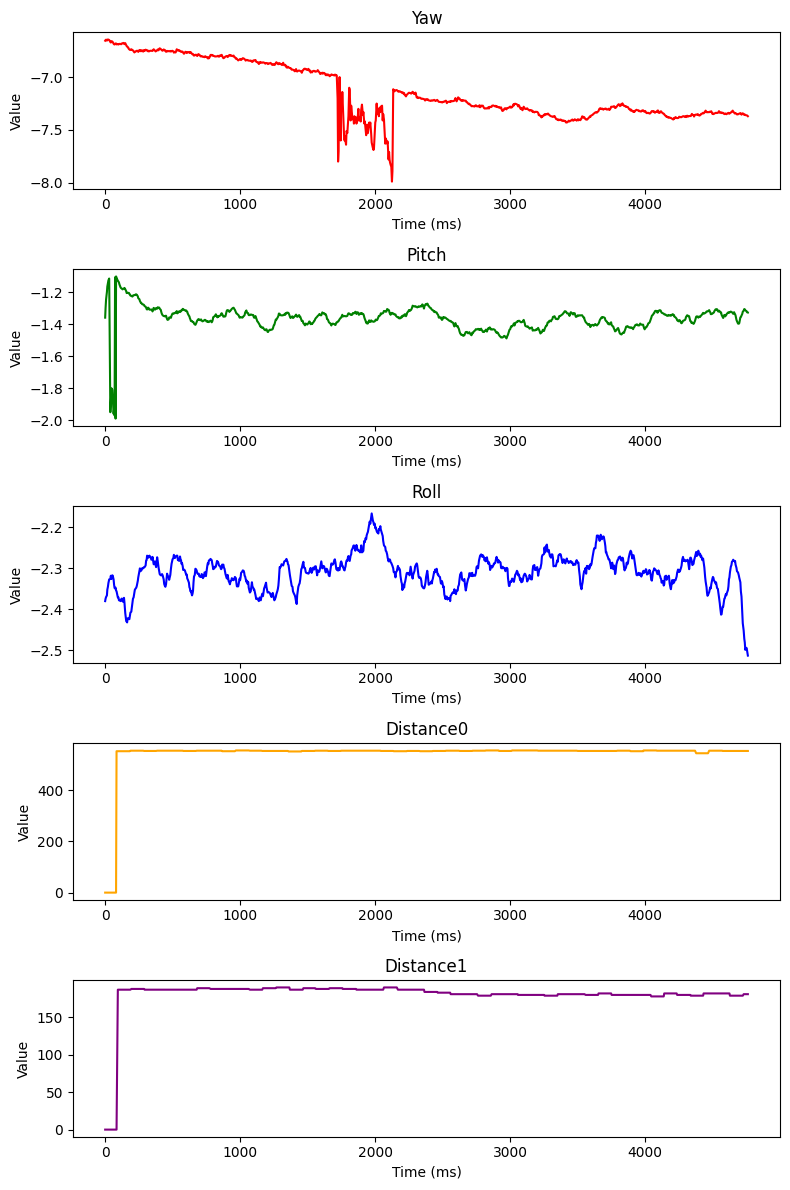 Yaw
−7.0
−7.5
−8.0
Value
0 1000 2000 3000 4000
Time (ms)
Pitch
−1.2
−1.4
−1.6
−1.8
−2.0
Value
0 1000 2000 3000 4000
Time (ms)
Roll
−2.2
−2.3
−2.4
−2.5
Value
0 1000 2000 3000 4000
Time (ms)
Distance0
400
200
0
Value
0 1000 2000 3000 4000
Time (ms)
Distance1
150
100
50
0
Value
0 1000 2000 3000 4000
Time (ms)